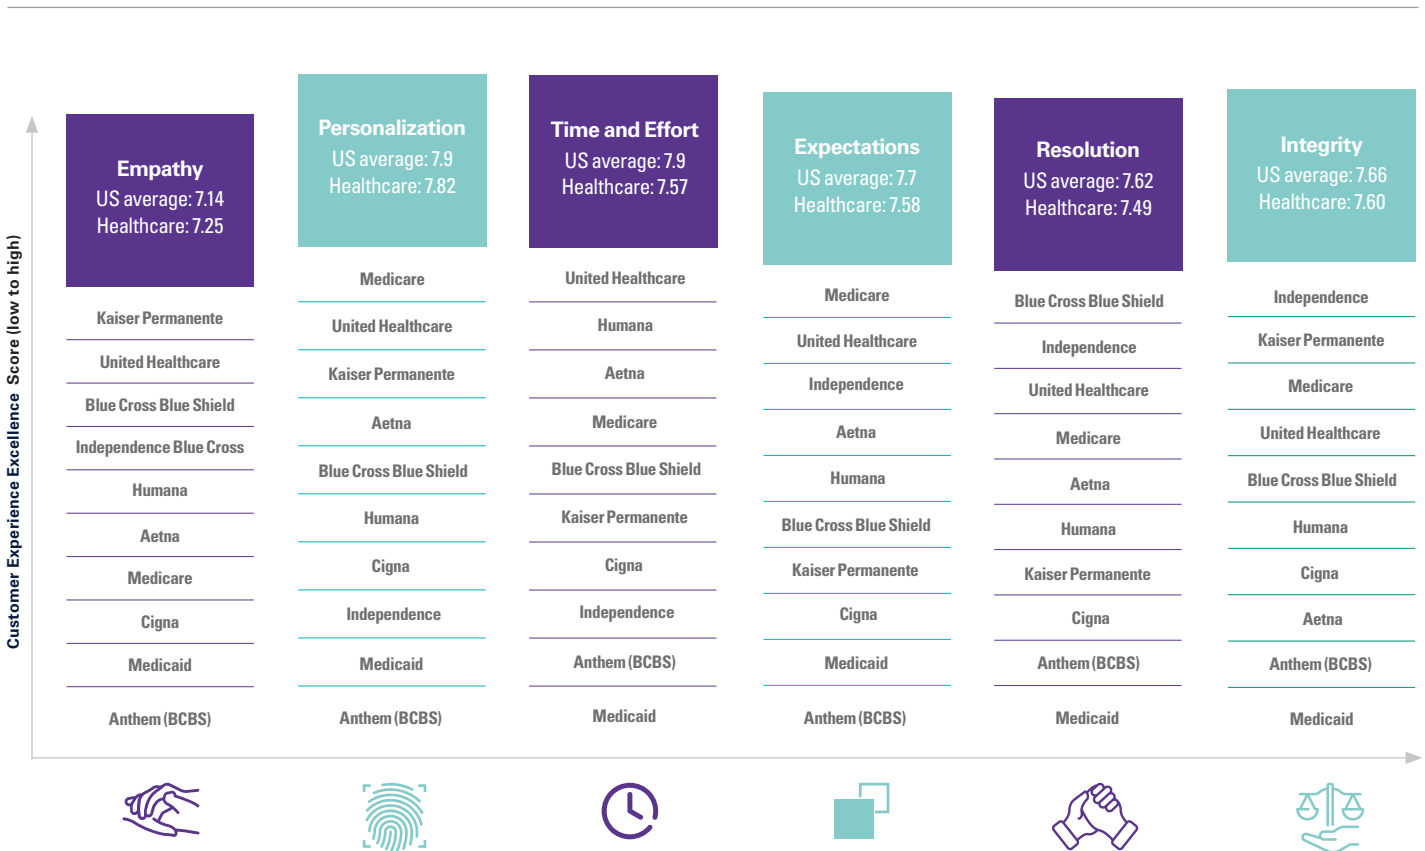 Customer Experience Excellence Score (low to high)
Empathy
US average: 7.14
Healthcare: 7.25
Kaiser Permanente
United Healthcare
Blue Cross Blue Shield
Independence Blue Cross
Humana
Aetna
Medicare
Cigna
Medicaid
Anthem (BCBS)
Personalization
US average: 7.9
Healthcare: 7.82
Medicare
United Healthcare
Kaiser Permanente
Aetna
Blue Cross Blue Shield
Humana
Cigna
Independence
Medicaid
Anthem (BCBS)
Time and Effort
US average: 7.9
Healthcare: 7.57
United Healthcare
Humana
Aetna
Medicare
Blue Cross Blue Shield
Kaiser Permanente
Cigna
Independence
Anthem (BCBS)
Medicaid
Expectations
US average: 7.7
Healthcare: 7.58
Medicare
United Healthcare
Independence
Aetna
Humana
Blue Cross Blue Shield
Kaiser Permanente
Cigna
Medicaid
Anthem (BCBS)
Resolution
US average: 7.62
Healthcare: 7.49
Blue Cross Blue Shield
Independence
United Healthcare
Medicare
Aetna
Humana
Kaiser Permanente
Cigna
Anthem (BCBS)
Medicaid
Integrity
US average: 7.66
Healthcare: 7.60
Independence
Kaiser Permanente
Medicare
United Healthcare
Blue Cross Blue Shield
Humana
Cigna
Aetna
Anthem (BCBS)
Medicaid